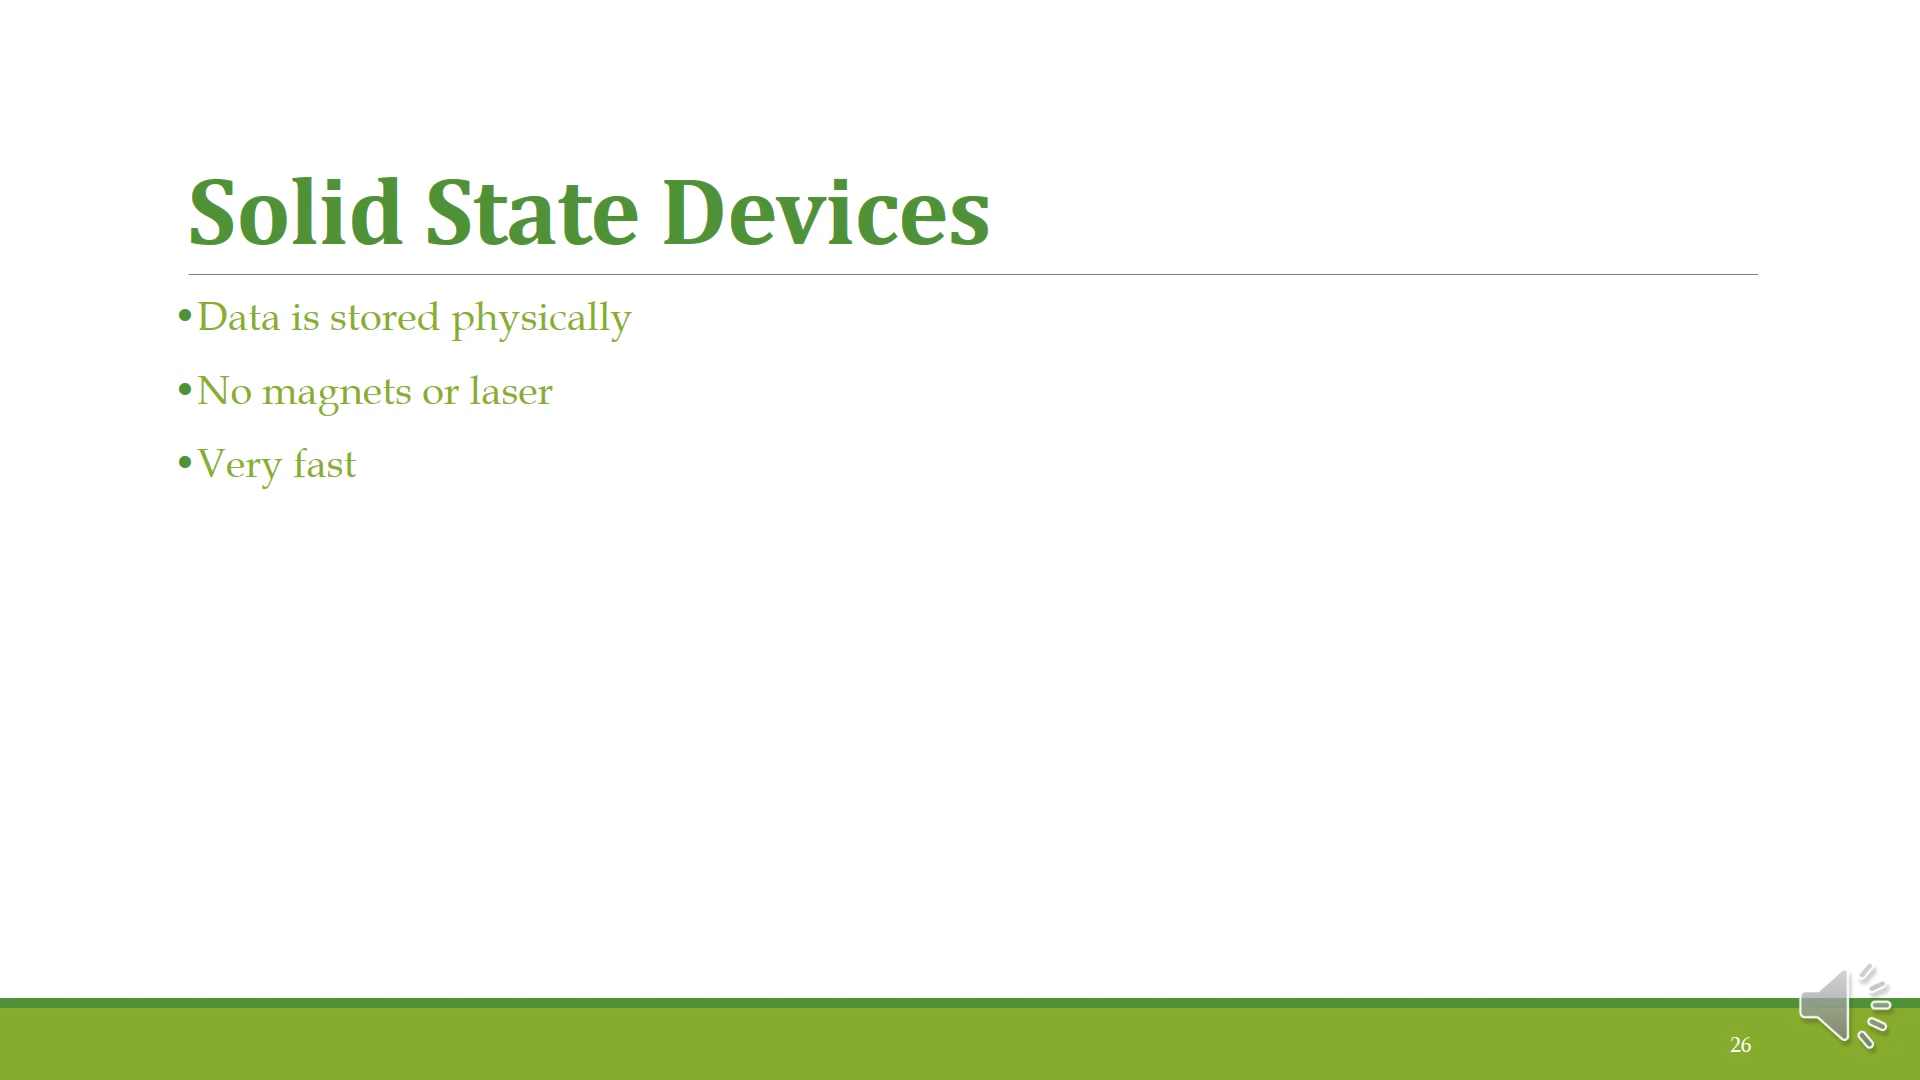 Solid State Devices
•Data is stored physically
•No magnets or laser
•Very fast
26